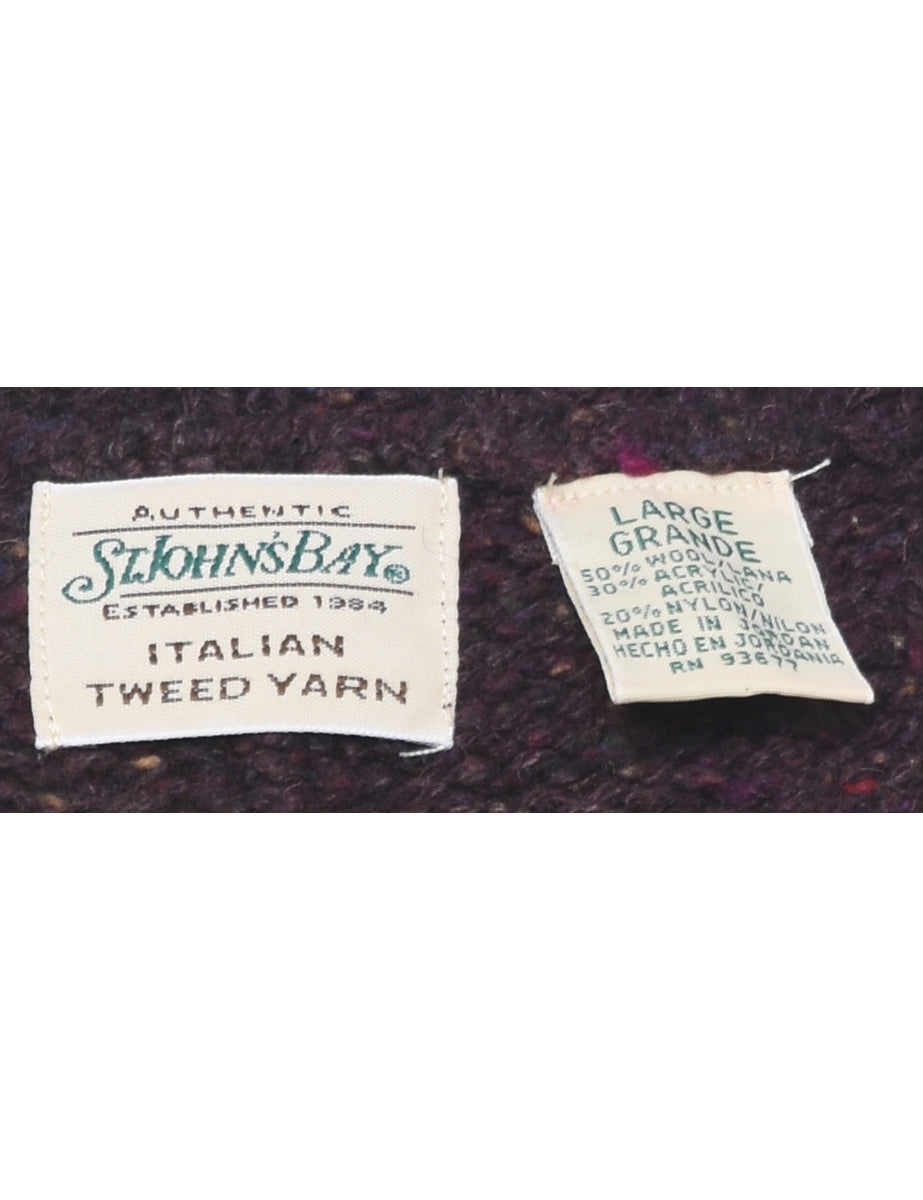 AUTHENTIC
ST. JOHN'S BAY®
ESTABLISHED 1984
ITALIAN
TWEED YARN
LARGE
GRANDE
50% WOOL/LANA
30% ACRYLIC/
ACRILICO
20% NYLON/NILON
MADE IN JORDAN
HECHO EN JORDANIA
RN 93677